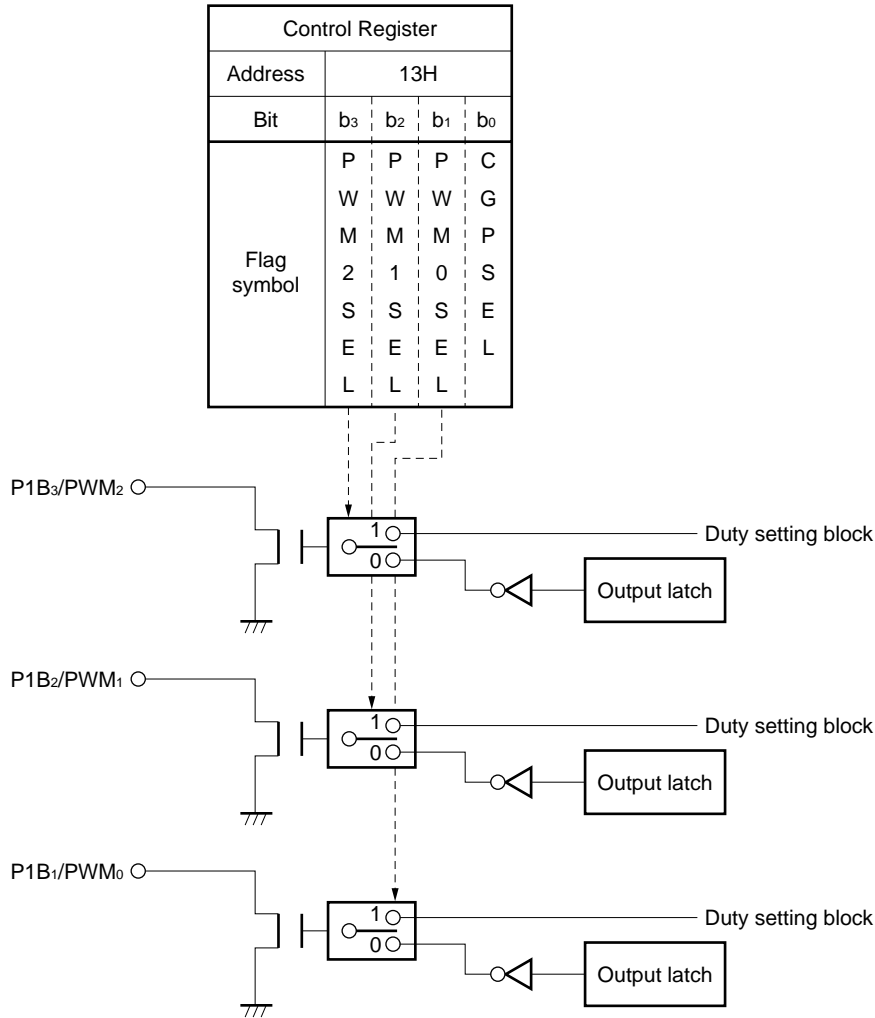 Control Register
Address 13H
Bit b₃ b₂ b₁ b₀
Flag symbol
PWM2SEL
PWM1SEL
PWM0SEL
CGPSEL
P1B₃/PWM₂
1
0
Duty setting block
Output latch
P1B₂/PWM₁
1
0
Duty setting block
Output latch
P1B₁/PWM₀
1
0
Duty setting block
Output latch